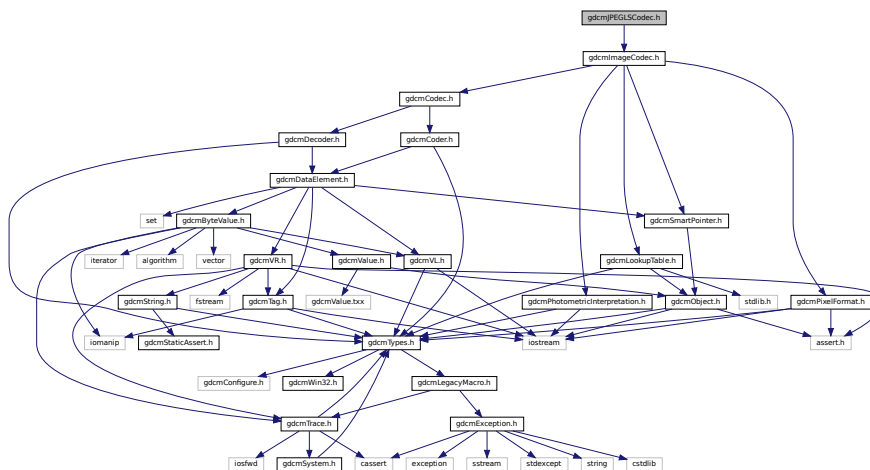 gdcmJPEGLSCodec.h
gdcmImageCodec.h
gdcmCodec.h
gdcmDecoder.h
gdcmCoder.h
gdcmDataElement.h
set
gdcmByteValue.h
gdcmSmartPointer.h
iterator
algorithm
vector
gdcmVR.h
gdcmValue.h
gdcmVL.h
gdcmLookupTable.h
gdcmString.h
fstream
gdcmTag.h
gdcmValue.txx
gdcmPhotometricInterpretation.h
gdcmObject.h
stdlib.h
gdcmPixelFormat.h
iomanip
gdcmStaticAssert.h
gdcmTypes.h
iostream
assert.h
gdcmConfigure.h
gdcmWin32.h
gdcmLegacyMacro.h
gdcmTrace.h
gdcmException.h
iosfwd
gdcmSystem.h
cassert
exception
sstream
stdexcept
string
cstdlib